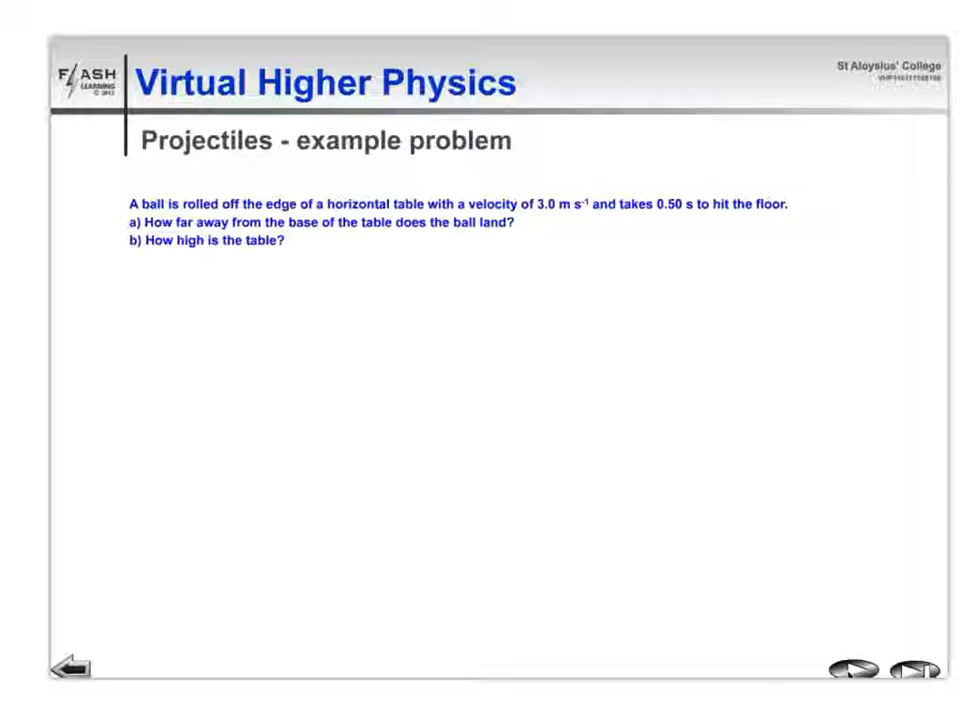 FLASH
LEARNING
© 2013
Virtual Higher Physics
St Aloysius' College
Projectiles - example problem
A ball is rolled off the edge of a horizontal table with a velocity of 3.0 m s⁻¹ and takes 0.50 s to hit the floor.
a) How far away from the base of the table does the ball land?
b) How high is the table?